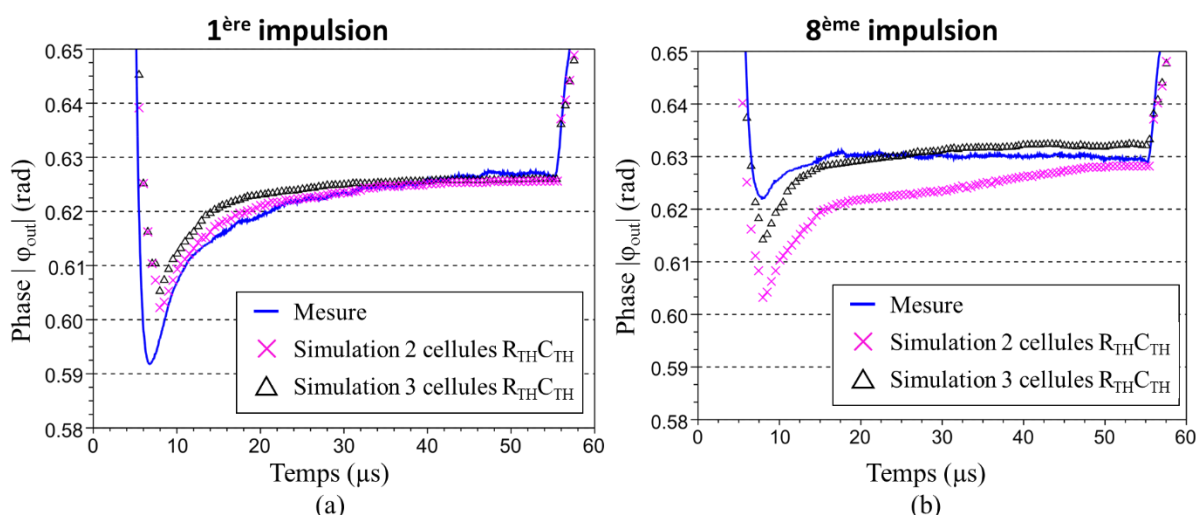 1ère impulsion
0.65
0.64
0.63
0.62
0.61
0.60
0.59
0.58
Phase | φout| (rad)
Mesure
Simulation 2 cellules RTHCTH
Simulation 3 cellules RTHCTH
0 10 20 30 40 50 60
Temps (µs)
(a)
8ème impulsion
0.65
0.64
0.63
0.62
0.61
0.60
0.59
0.58
Phase | φout| (rad)
Mesure
Simulation 2 cellules RTHCTH
Simulation 3 cellules RTHCTH
0 10 20 30 40 50 60
Temps (µs)
(b)